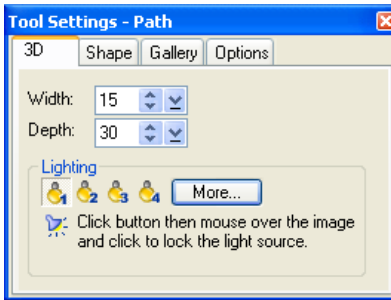 Tool Settings - Path
3D Shape Gallery Options
Width: 15
Depth: 30
Lighting
1 2 3 4 More...
Click button then mouse over the image
and click to lock the light source.